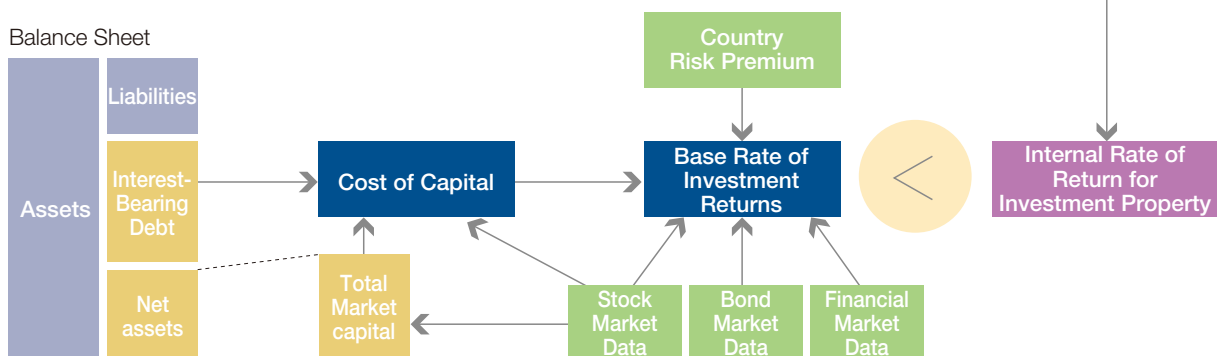 Balance Sheet
Assets
Liabilities
Interest-
Bearing
Debt
Net
assets
Cost of Capital
Total
Market
capital
Country
Risk Premium
Base Rate of
Investment
Returns
<
Internal Rate of
Return for
Investment Property
Stock
Market
Data
Bond
Market
Data
Financial
Market
Data